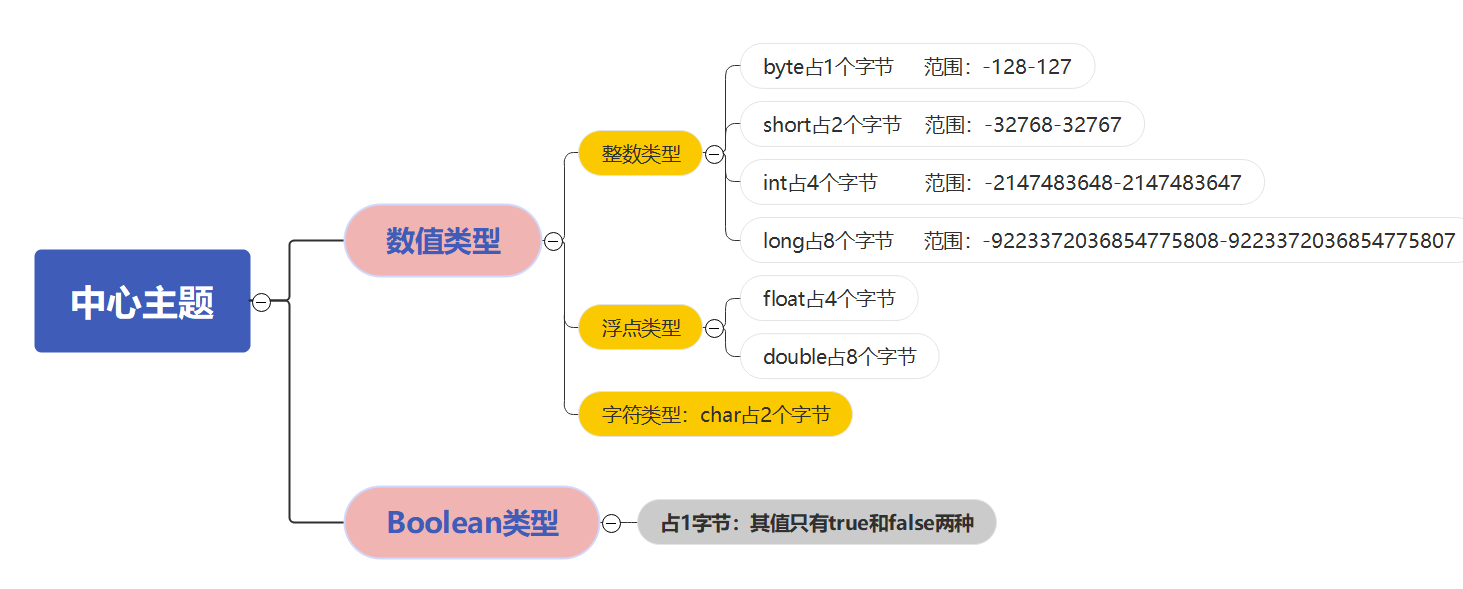 中心主题
数值类型
整数类型
byte占1个字节 范围：-128-127
short占2个字节 范围：-32768-32767
int占4个字节 范围：-2147483648-2147483647
long占8个字节 范围：-9223372036854775808-9223372036854775807
浮点类型
float占4个字节
double占8个字节
字符类型：char占2个字节
Boolean类型
占1字节：其值只有true和false两种